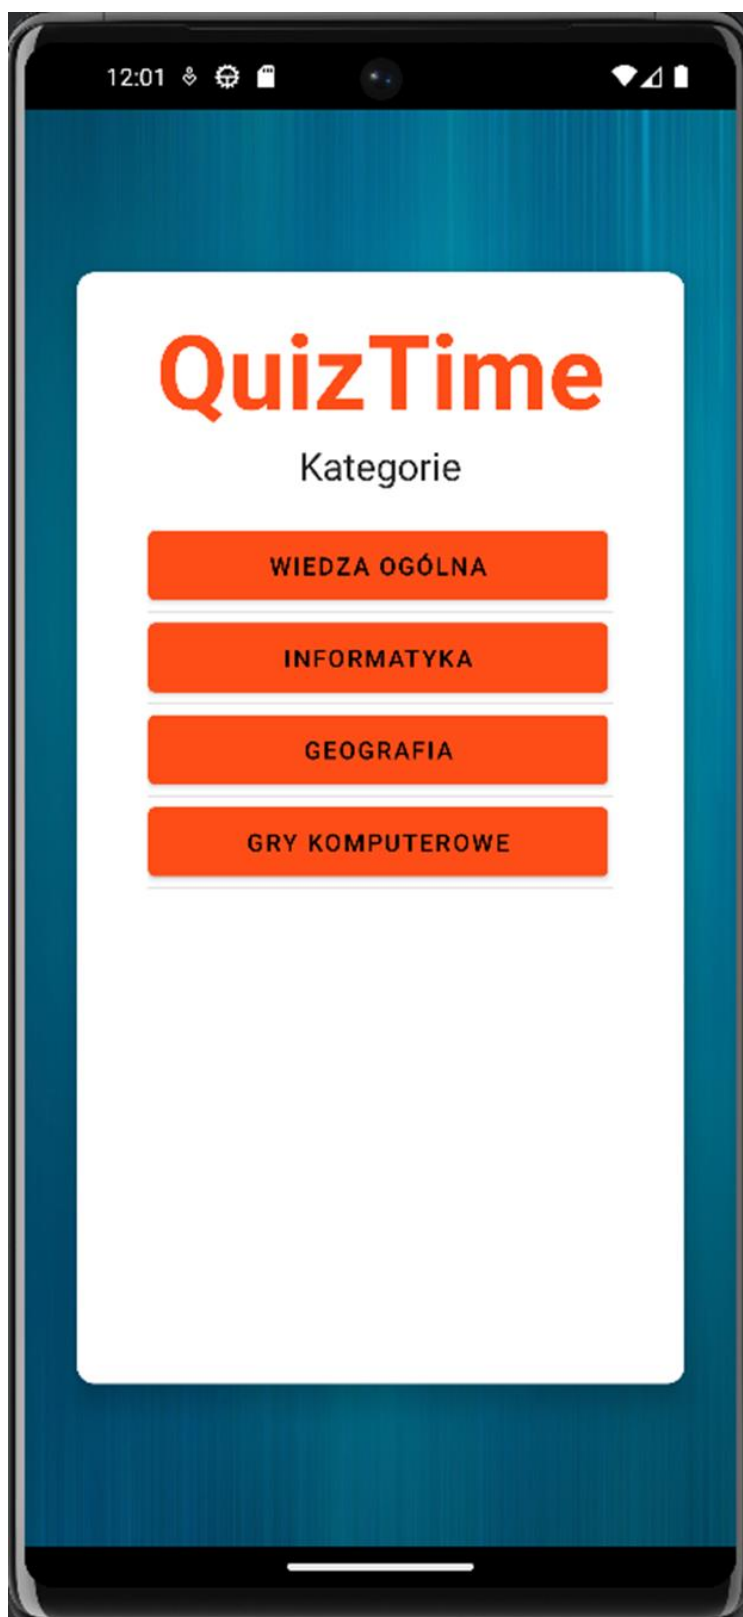 12:01
QuizTime
Kategorie
WIEDZA OGÓLNA
INFORMATYKA
GEOGRAFIA
GRY KOMPUTEROWE